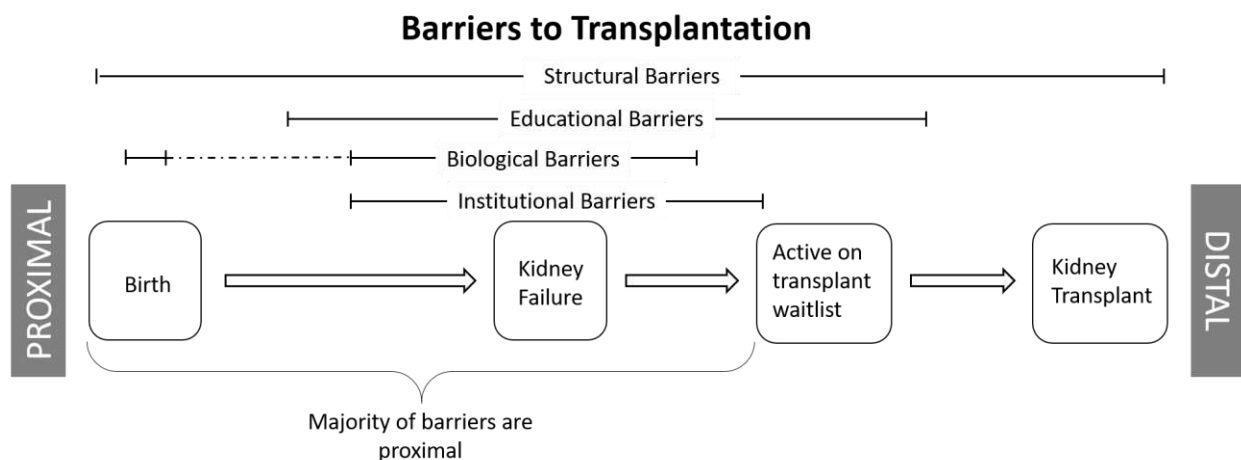 Barriers to Transplantation
Structural Barriers
Educational Barriers
Biological Barriers
Institutional Barriers
PROXIMAL
Birth
Kidney
Failure
Active on
transplant
waitlist
Kidney
Transplant
DISTAL
Majority of barriers are
proximal